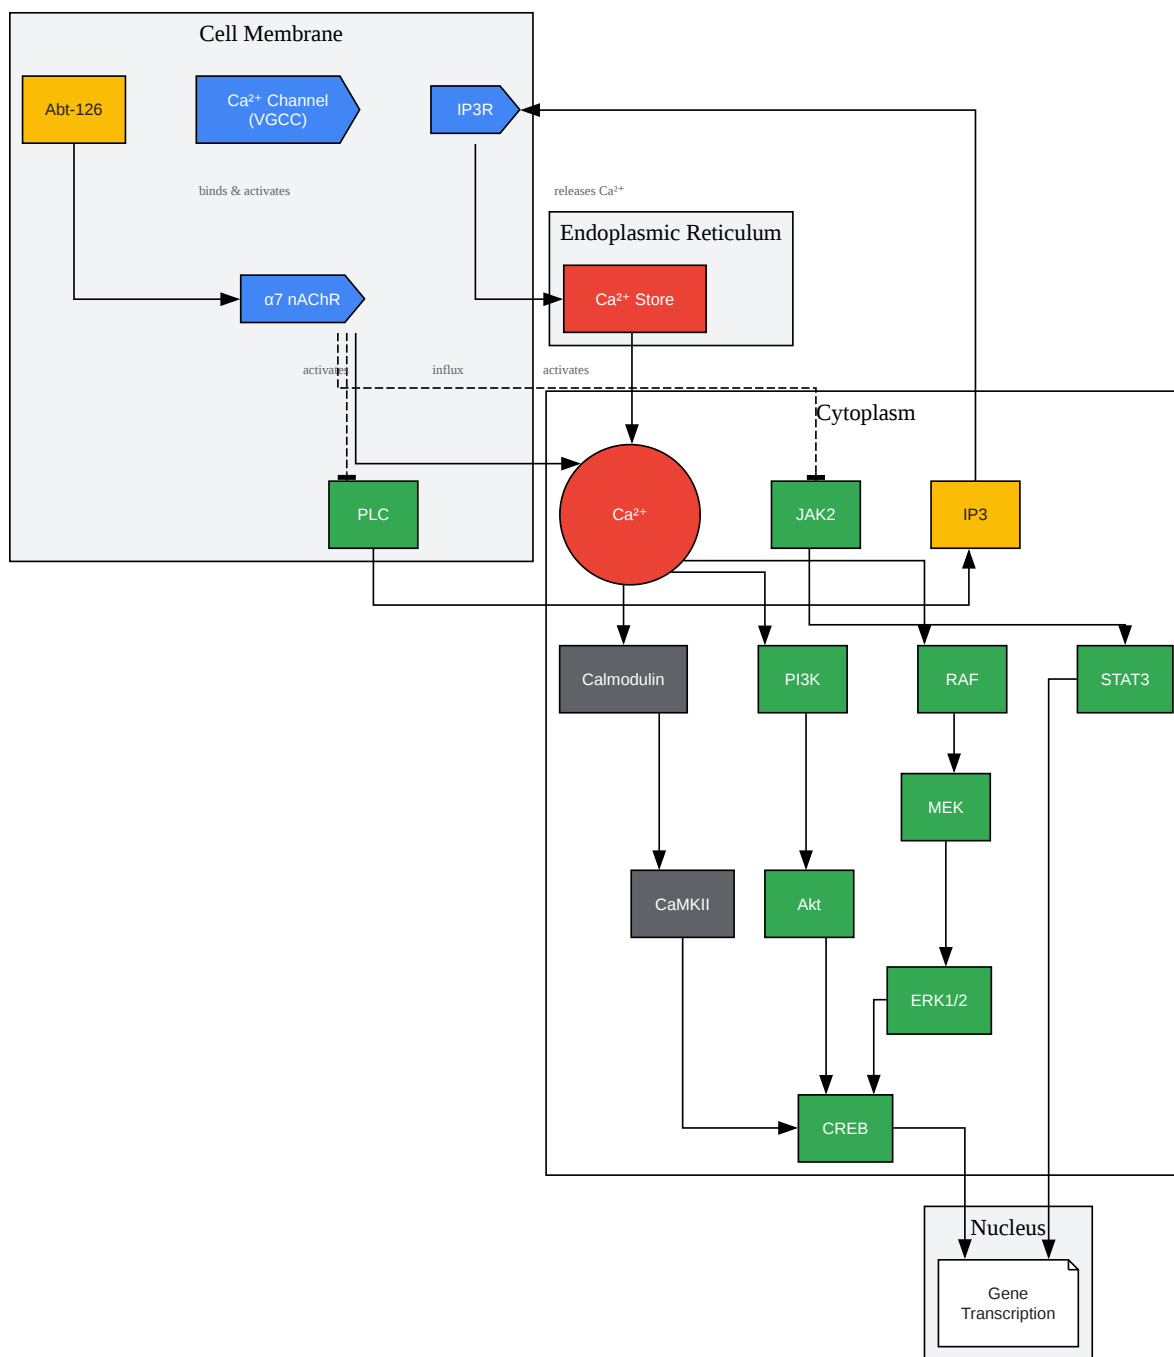 Cell Membrane
Abt-126
Ca²⁺ Channel
(VGCC)
IP3R
binds & activates
releases Ca²⁺
Endoplasmic Reticulum
α7 nAChR
Ca²⁺ Store
activates
influx
activates
Cytoplasm
PLC
Ca²⁺
JAK2
IP3
Calmodulin
PI3K
RAF
STAT3
MEK
CaMKII
Akt
ERK1/2
CREB
Nucleus
Gene
Transcription